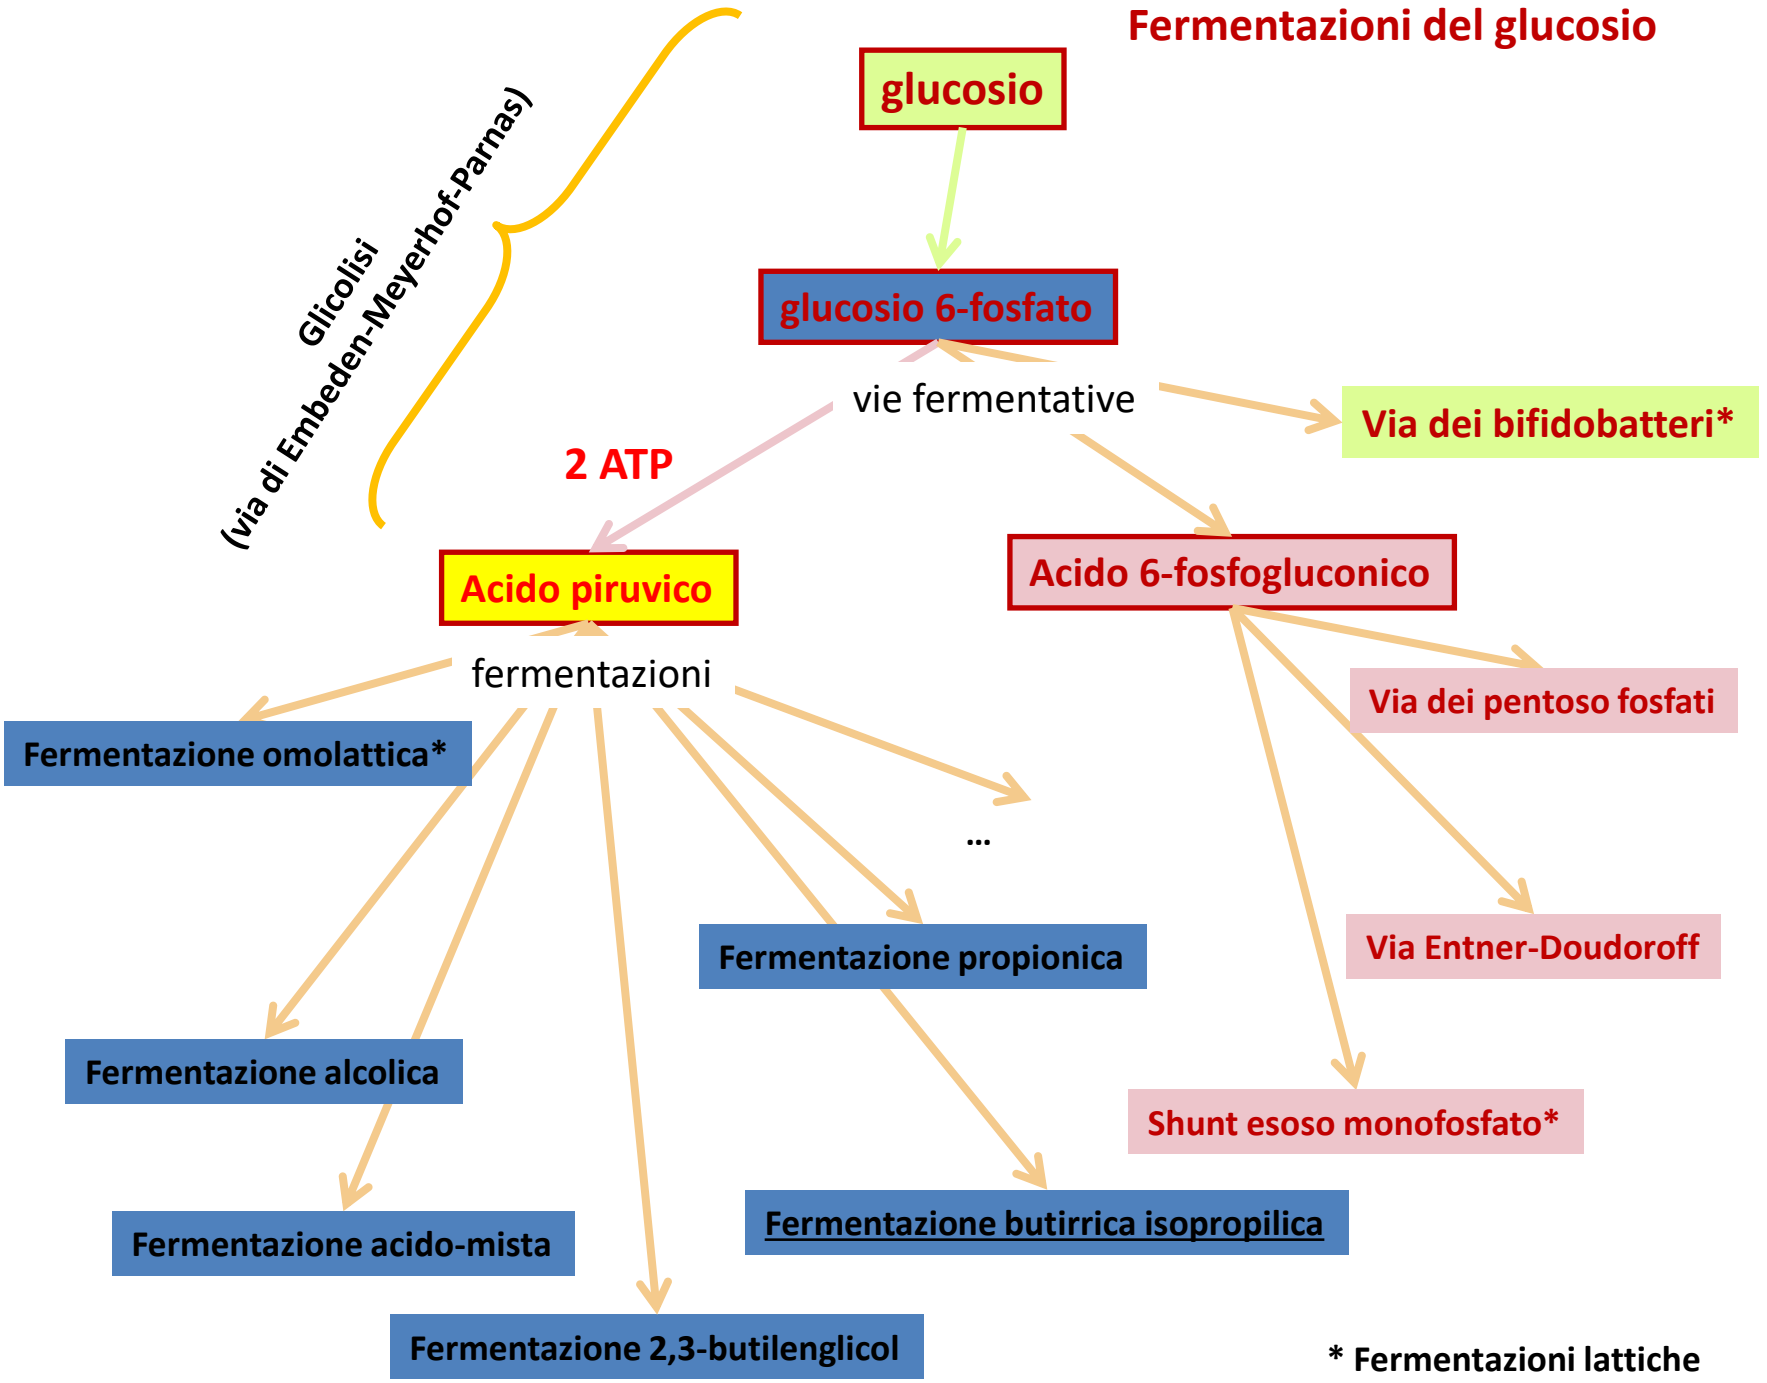 Fermentazioni del glucosio
glucosio
Glicolisi
(via di Embeden-Meyerhof-Parnas)
glucosio 6-fosfato
vie fermentative
Via dei bifidobatteri*
2 ATP
Acido piruvico
Acido 6-fosfogluconico
fermentazioni
Via dei pentoso fosfati
Fermentazione omolattica*
…
Fermentazione propionica
Via Entner-Doudoroff
Fermentazione alcolica
Shunt esoso monofosfato*
Fermentazione butirrica isopropilica
Fermentazione acido-mista
Fermentazione 2,3-butilenglicol
* Fermentazioni lattiche